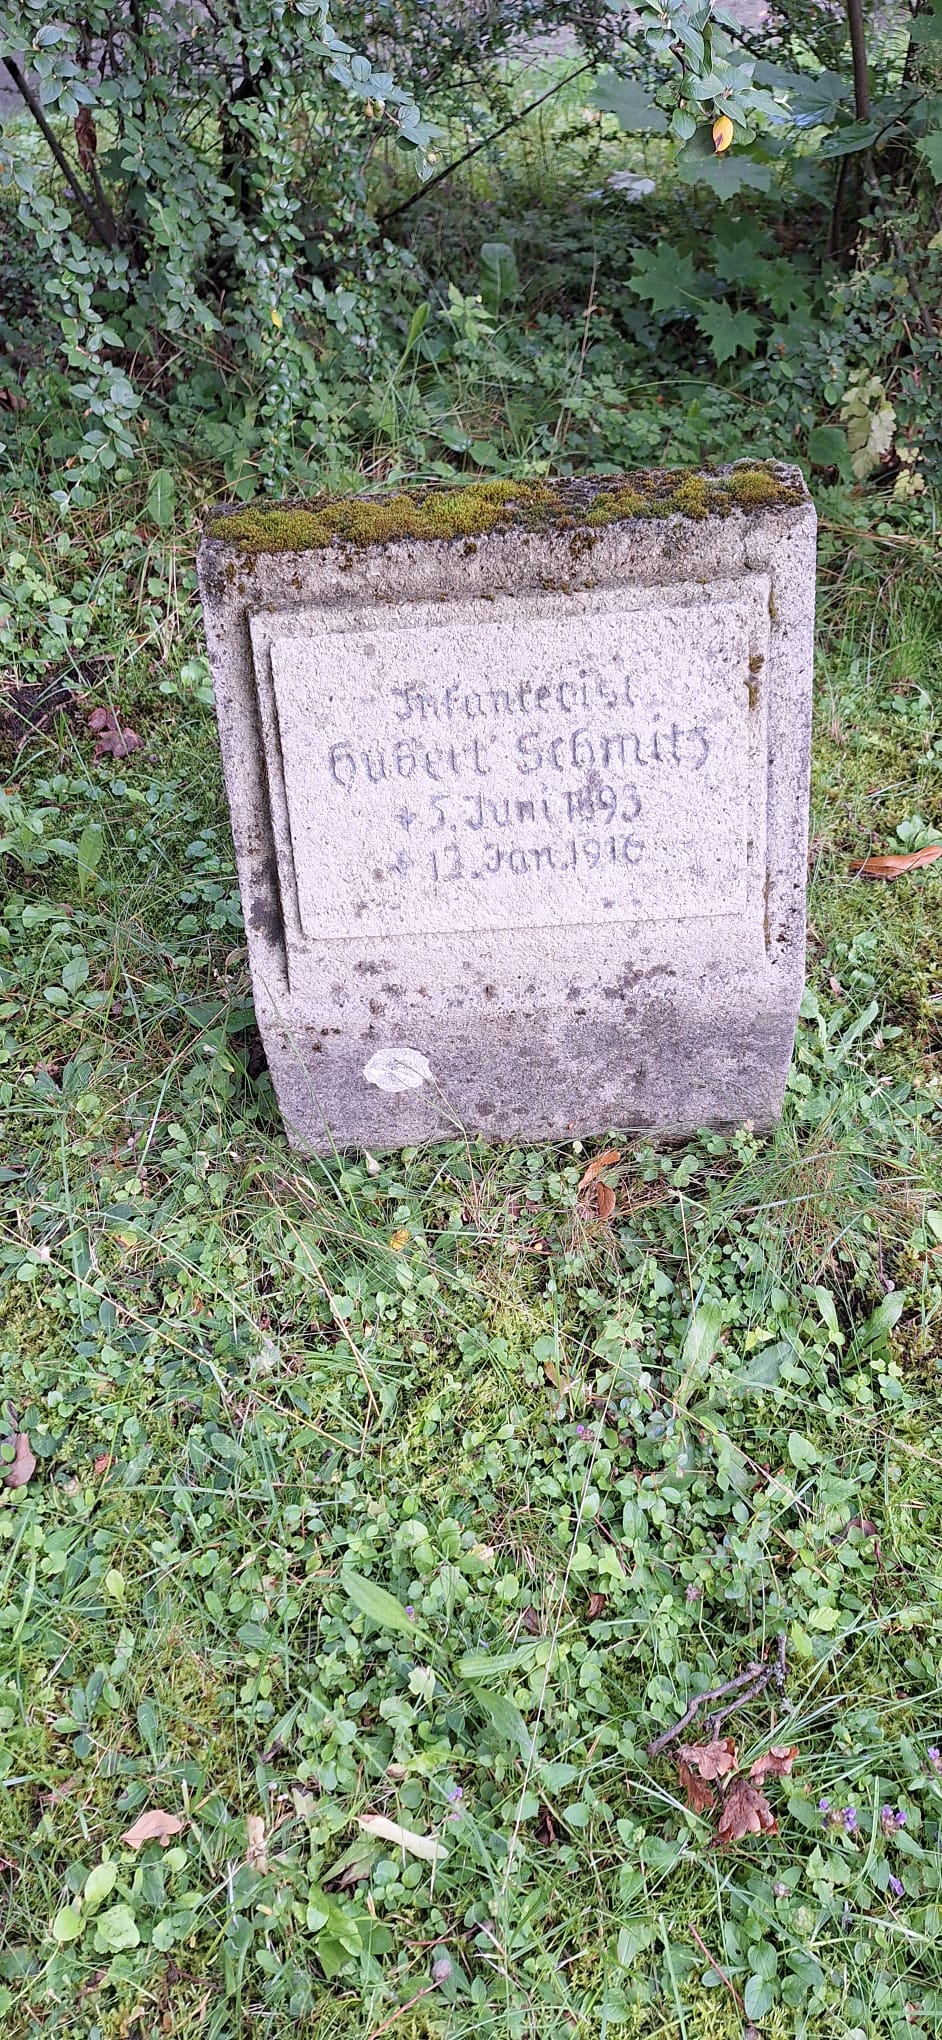 Infanterist
Hubert Schmitz
* 5. Juni 1893
† 12. Jan. 1916